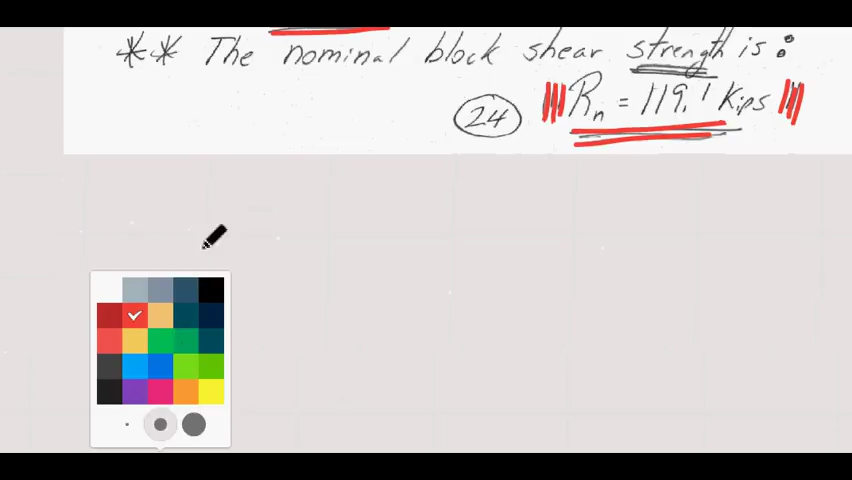 ** The nominal block shear strength is:
24 Rn = 119.1 Kips